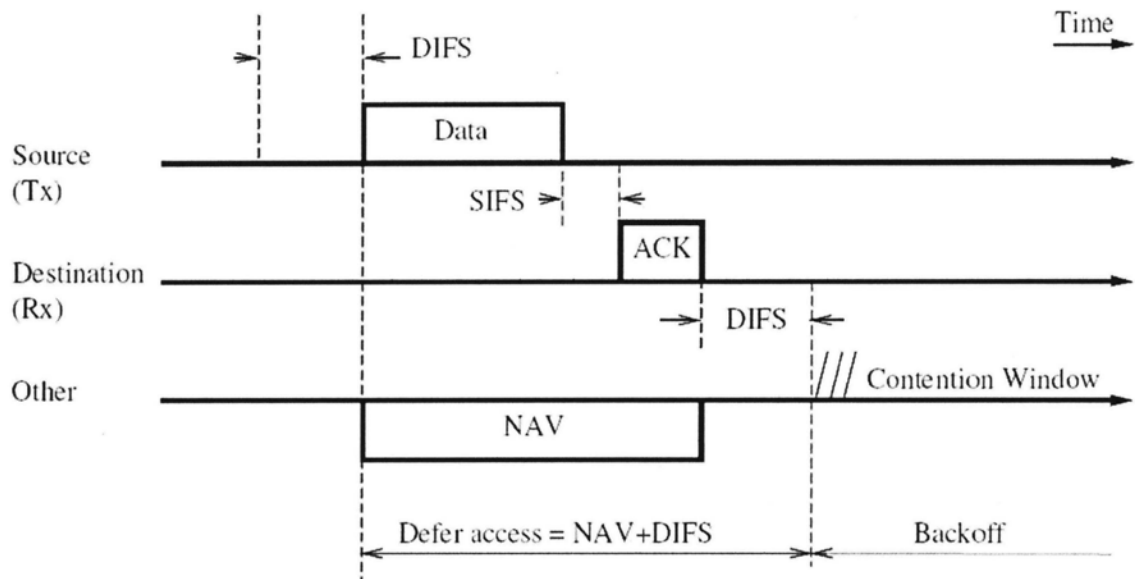 Time
DIFS
Data
Source
(Tx)
SIFS
ACK
Destination
(Rx)
DIFS
Other
Contention Window
NAV
Defer access = NAV+DIFS
Backoff